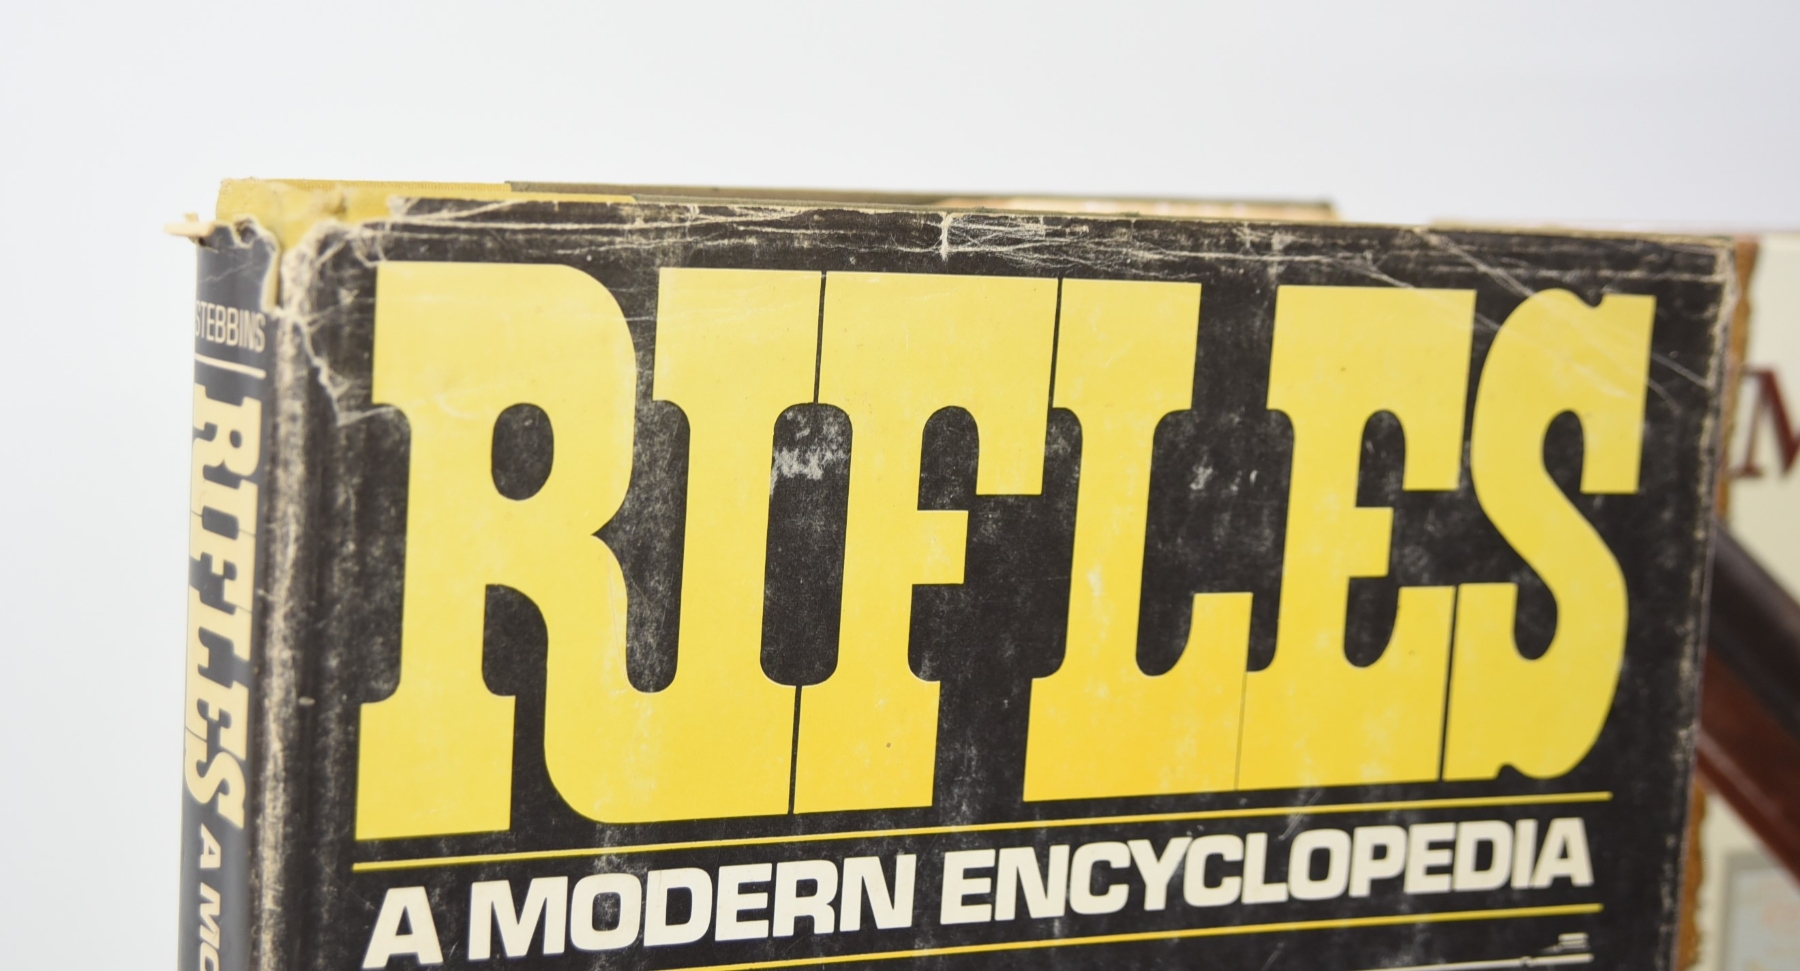 RIFLES
A MODERN ENCYCLOPEDIA
STEBBINS
RIFLES
A MO
M